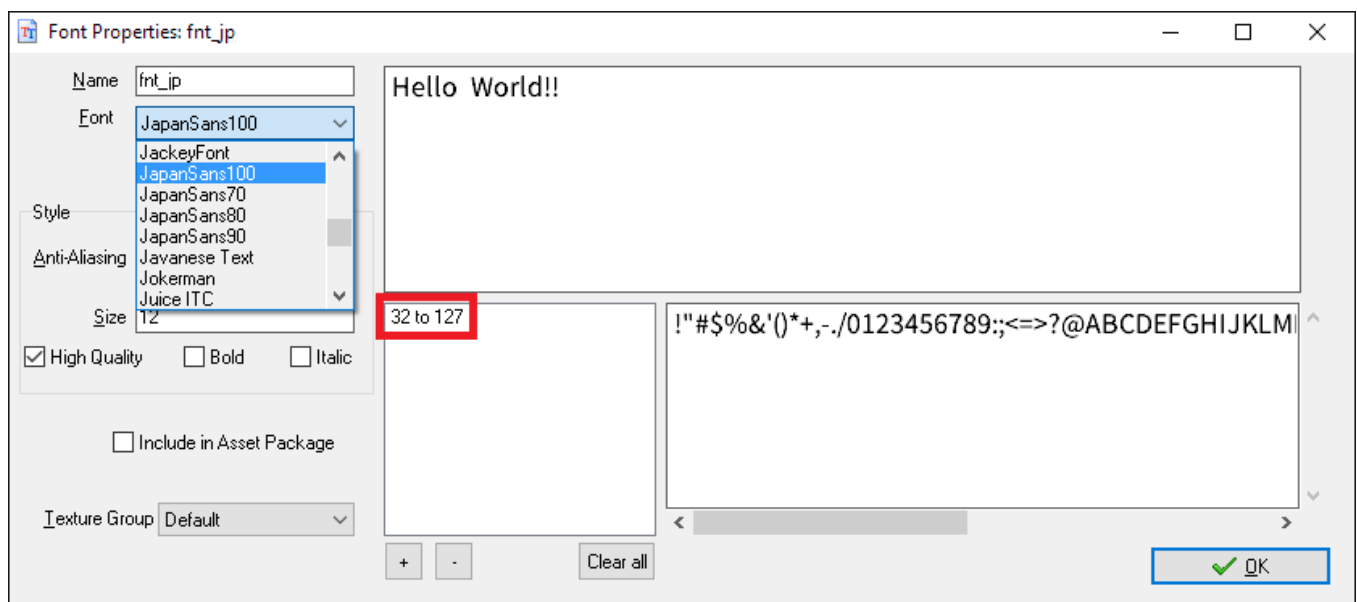 Font Properties: fnt_jp
Name fnt_jp
Font JapanSans100
JackeyFont
JapanSans100
JapanSans70
JapanSans80
JapanSans90
Javanese Text
Jokerman
Juice ITC
Style
Anti-Aliasing
Size 12
High Quality Bold Italic
Include in Asset Package
Texture Group Default
Hello World!!
32 to 127
!"#$%&'()*+,-./0123456789:;<=>?@ABCDEFGHIJKLM
+ - Clear all
OK